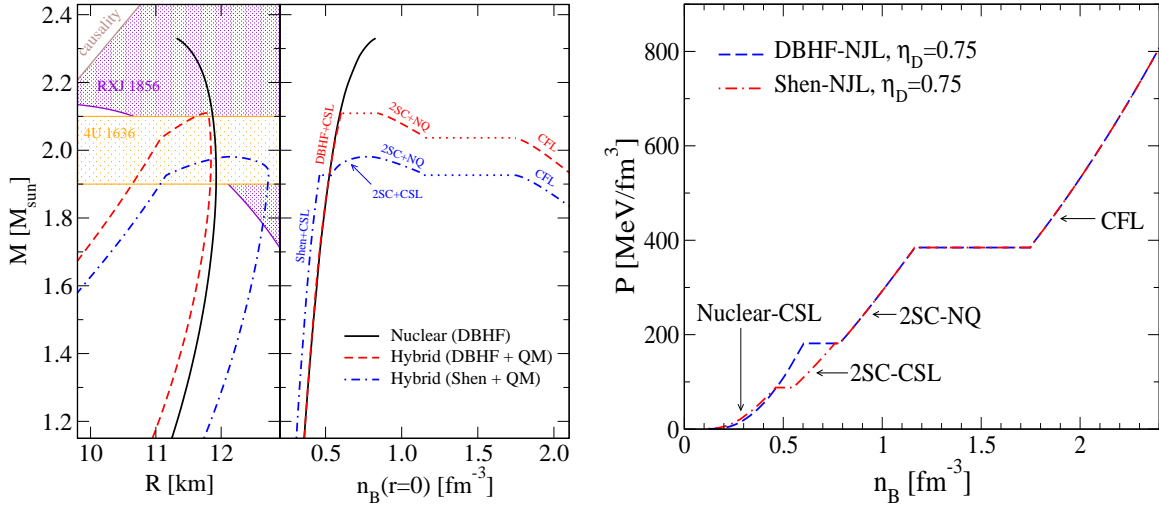 causality
RXJ 1856
4U 1636
2.4
2.2
2.0
1.8
1.6
1.4
1.2
M [M_sun]
10
11
12
R [km]
DBHF+CSL
2SC+NQ
CFL
2SC+NQ
2SC+CSL
CFL
Shen+CSL
Nuclear (DBHF)
Hybrid (DBHF + QM)
Hybrid (Shen + QM)
0.5
1.0
1.5
2.0
n_B(r=0) [fm^-3]
800
600
400
200
0
P [MeV/fm^3]
DBHF-NJL, η_D=0.75
Shen-NJL, η_D=0.75
CFL
Nuclear-CSL
2SC-NQ
2SC-CSL
0
0.5
1
1.5
2
n_B [fm^-3]